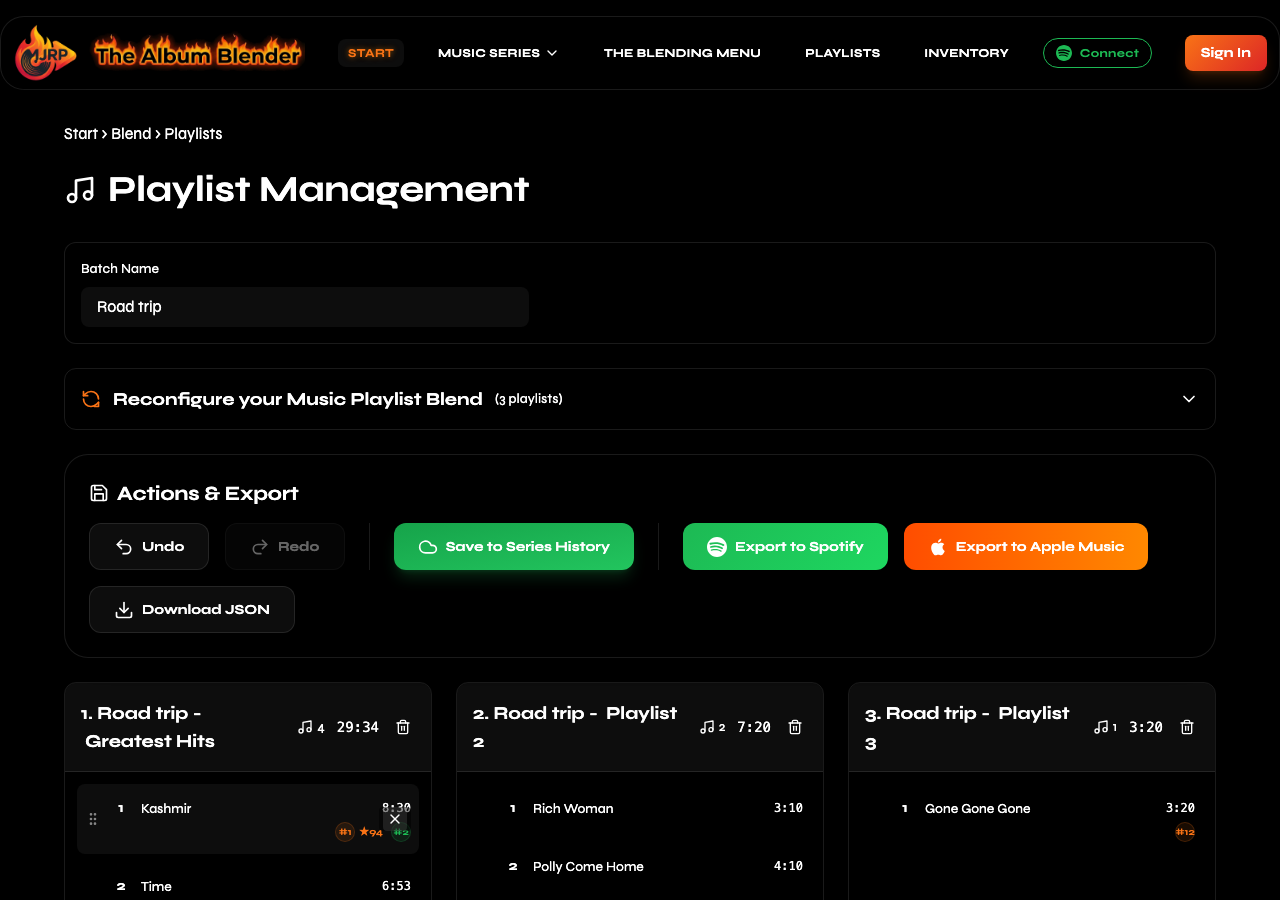 JRP
The Album Blender
START
MUSIC SERIES
THE BLENDING MENU
PLAYLISTS
INVENTORY
Connect
Sign In
Start › Blend › Playlists
Playlist Management
Batch Name
Road trip
Reconfigure your Music Playlist Blend (3 playlists)
Actions & Export
Undo
Redo
Save to Series History
Export to Spotify
Export to Apple Music
Download JSON
1. Road trip -
Greatest Hits
4 29:34
1 Kashmir 8:30
#1 ★94 #2
2 Time 6:53
2. Road trip - Playlist
2
2 7:20
1 Rich Woman 3:10
2 Polly Come Home 4:10
3. Road trip - Playlist
3
1 3:20
1 Gone Gone Gone 3:20
#12